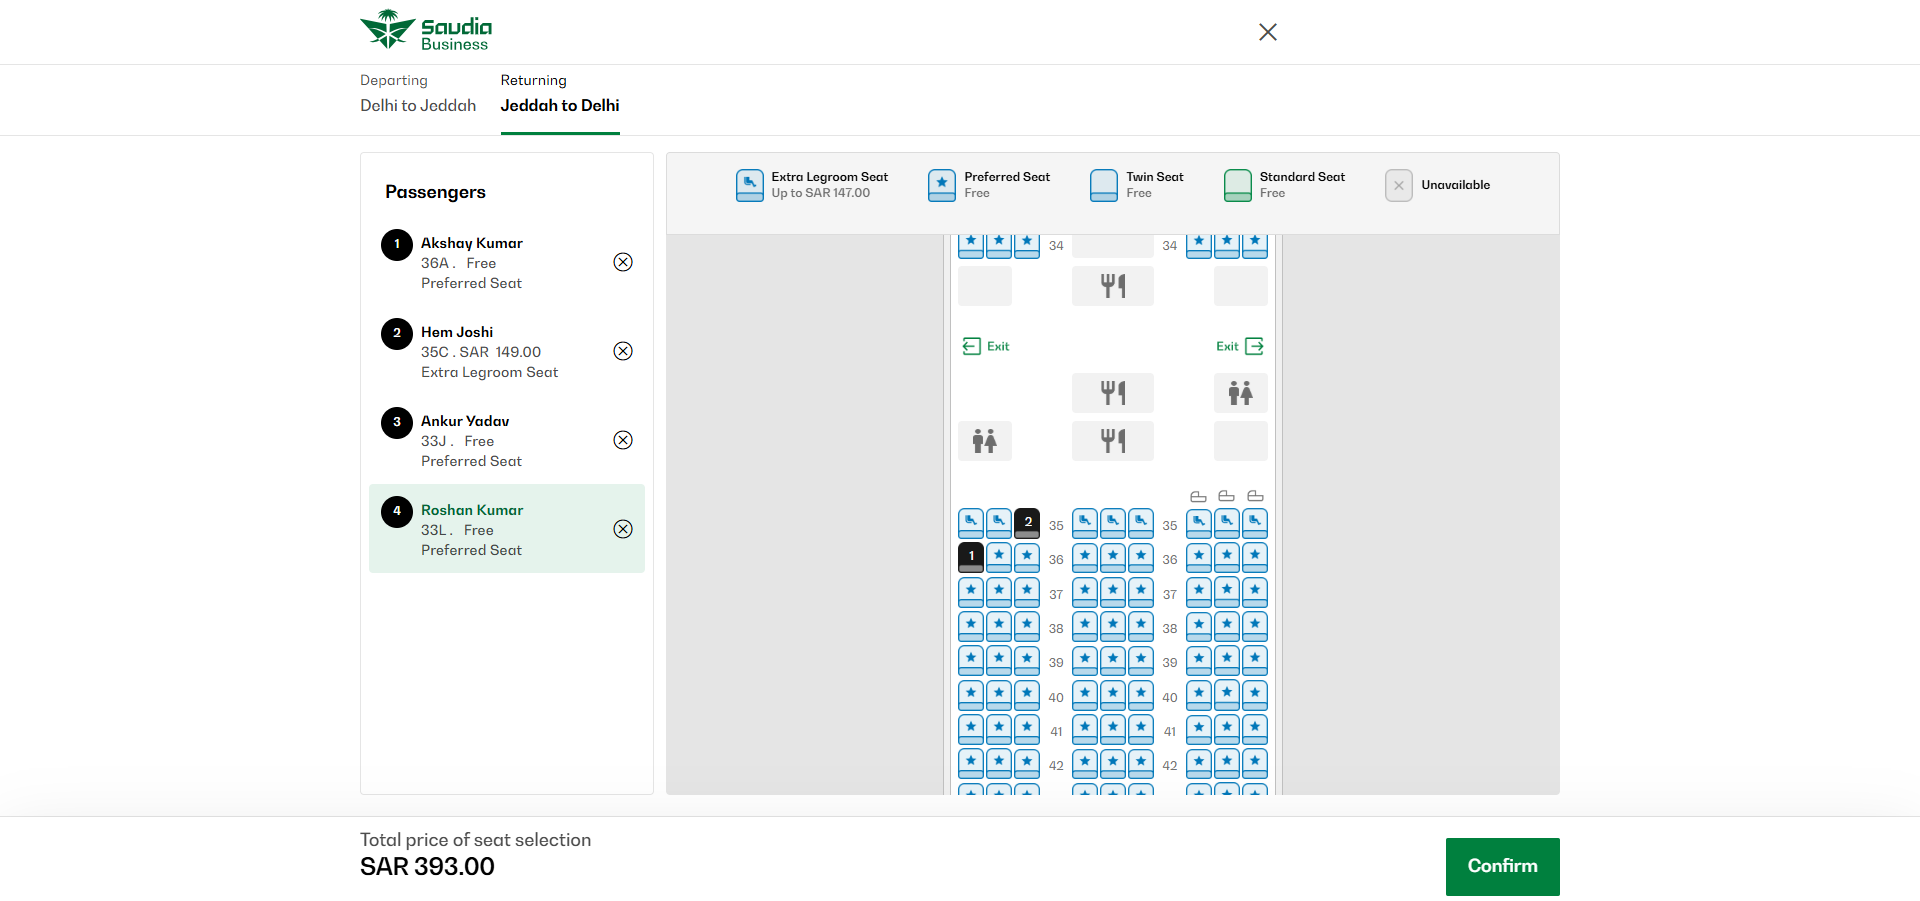 Saudia
Business
Departing
Delhi to Jeddah
Returning
Jeddah to Delhi
Passengers
1
Akshay Kumar
36A . Free
Preferred Seat
2
Hem Joshi
35C . SAR 149.00
Extra Legroom Seat
3
Ankur Yadav
33J . Free
Preferred Seat
4
Roshan Kumar
33L . Free
Preferred Seat
Extra Legroom Seat
Up to SAR 147.00
Preferred Seat
Free
Twin Seat
Free
Standard Seat
Free
Unavailable
34 34
Exit Exit
2 35 35
1 36 36
37 37
38 38
39 39
40 40
41 41
42 42
Total price of seat selection
SAR 393.00
Confirm